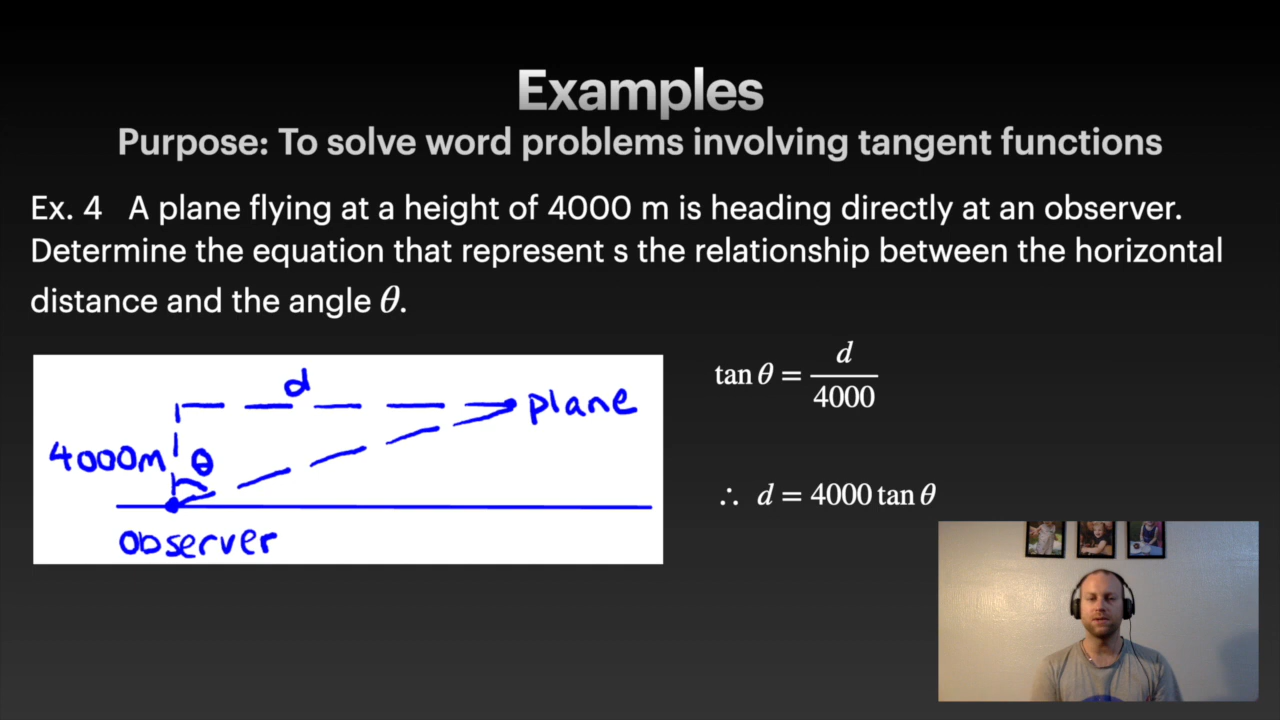 Examples
Purpose: To solve word problems involving tangent functions
Ex. 4 A plane flying at a height of 4000 m is heading directly at an observer.
Determine the equation that represent s the relationship between the horizontal
distance and the angle θ.
d
plane
4000m θ
observer
tan θ = d/4000
∴ d = 4000 tan θ